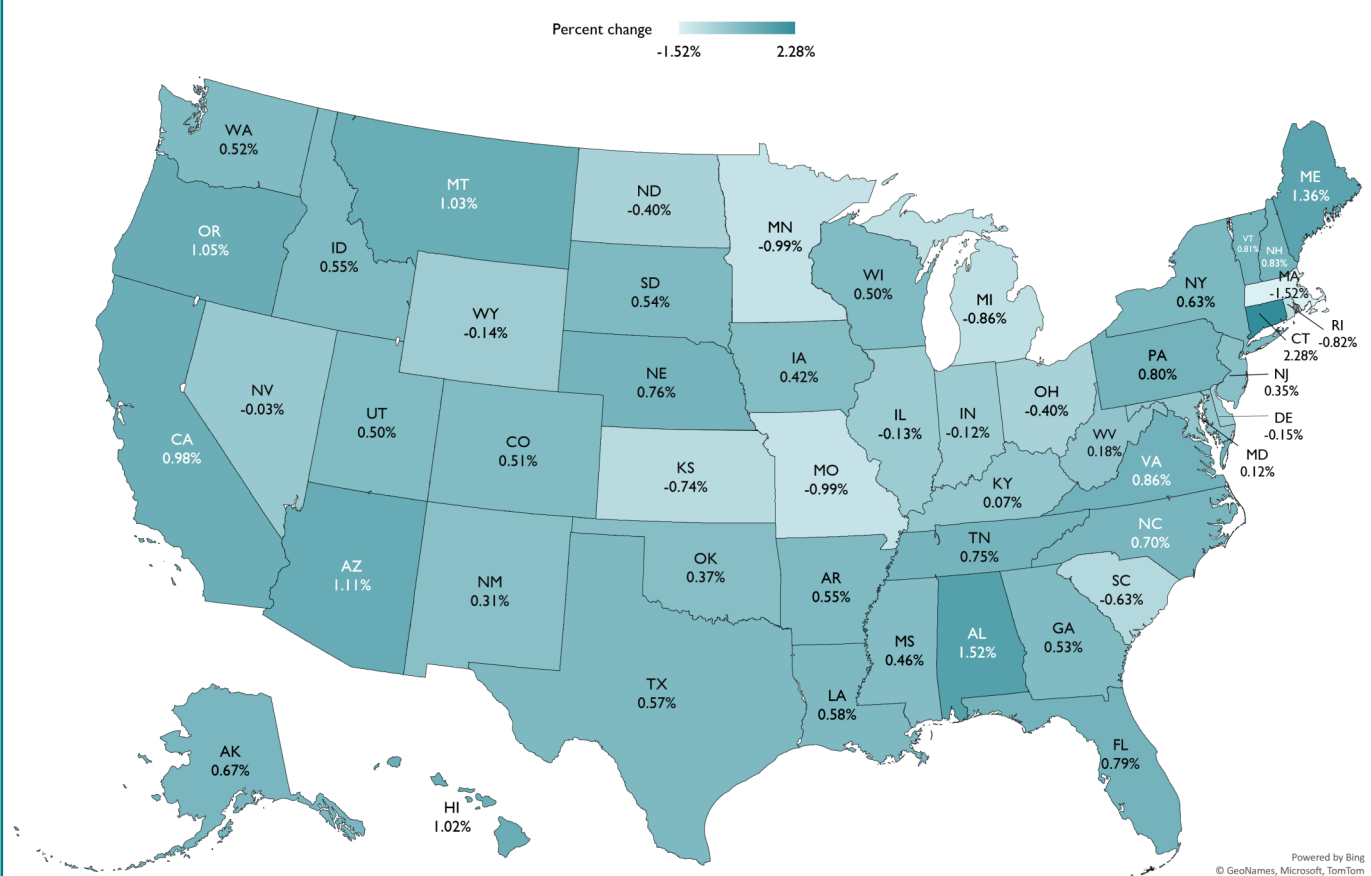 Percent change
-1.52%
2.28%
WA
0.52%
MT
1.03%
ND
-0.40%
MN
-0.99%
ME
1.36%
OR
1.05%
ID
0.55%
SD
0.54%
WI
0.50%
MI
-0.86%
VT
0.81%
NH
0.83%
NY
0.63%
MA
-1.52%
WY
-0.14%
RI
-0.82%
CT
2.28%
IA
0.42%
PA
0.80%
NJ
0.35%
NE
0.76%
NV
-0.03%
UT
0.50%
CO
0.51%
IL
-0.13%
IN
-0.12%
OH
-0.40%
DE
-0.15%
WV
0.18%
MD
0.12%
CA
0.98%
KS
-0.74%
MO
-0.99%
KY
0.07%
VA
0.86%
NC
0.70%
TN
0.75%
AZ
1.11%
NM
0.31%
OK
0.37%
AR
0.55%
SC
-0.63%
MS
0.46%
AL
1.52%
GA
0.53%
TX
0.57%
LA
0.58%
FL
0.79%
AK
0.67%
HI
1.02%
Powered by Bing
© GeoNames, Microsoft, TomTom